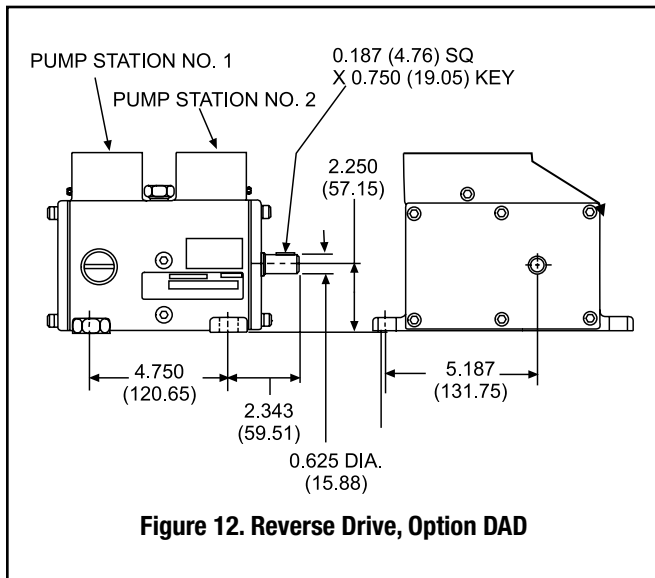 PUMP STATION NO. 1
PUMP STATION NO. 2
0.187 (4.76) SQ
X 0.750 (19.05) KEY
2.250
(57.15)
4.750
(120.65)
2.343
(59.51)
0.625 DIA.
(15.88)
5.187
(131.75)
Figure 12. Reverse Drive, Option DAD